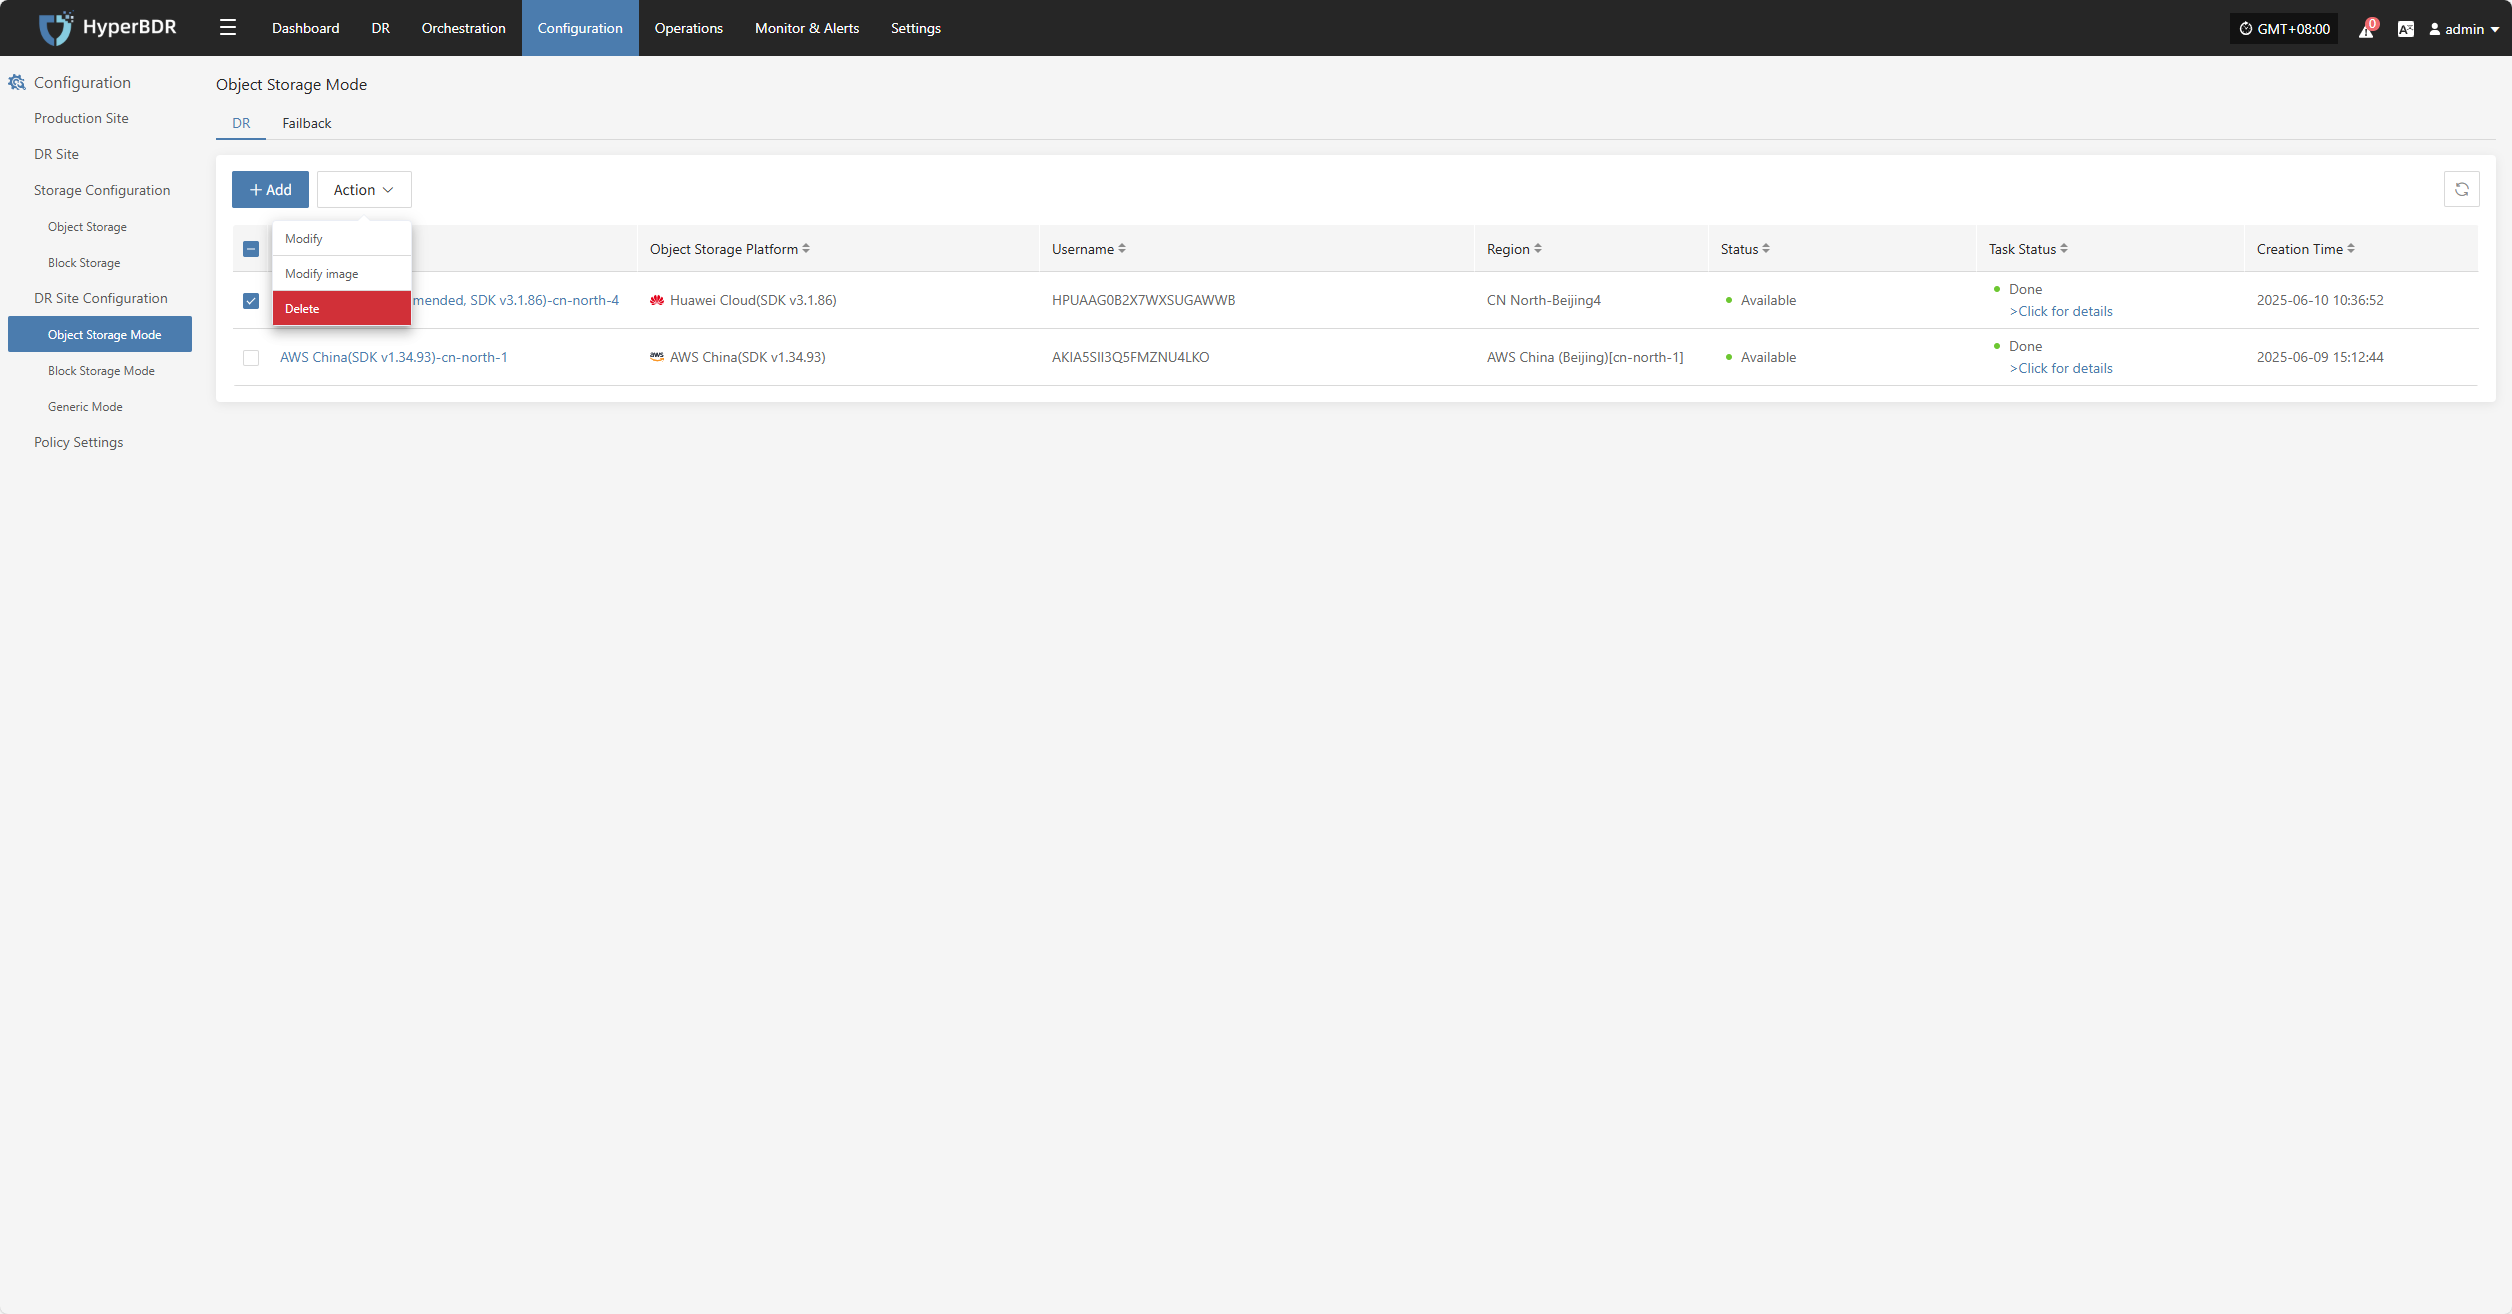 HyperBDR
Dashboard
DR
Orchestration
Configuration
Operations
Monitor & Alerts
Settings
GMT+08:00
0
admin
Configuration
Production Site
DR Site
Storage Configuration
Object Storage
Block Storage
DR Site Configuration
Object Storage Mode
Block Storage Mode
Generic Mode
Policy Settings
Object Storage Mode
DR
Failback
+ Add
Action
Modify
Modify image
Delete
Object Storage Platform
Username
Region
Status
Task Status
Creation Time
mended, SDK v3.1.86)-cn-north-4
Huawei Cloud(SDK v3.1.86)
HPUAAG0B2X7WXSUGAWWB
CN North-Beijing4
Available
Done
>Click for details
2025-06-10 10:36:52
AWS China(SDK v1.34.93)-cn-north-1
aws
AWS China(SDK v1.34.93)
AKIA5SII3Q5FMZNU4LKO
AWS China (Beijing)[cn-north-1]
Available
Done
>Click for details
2025-06-09 15:12:44